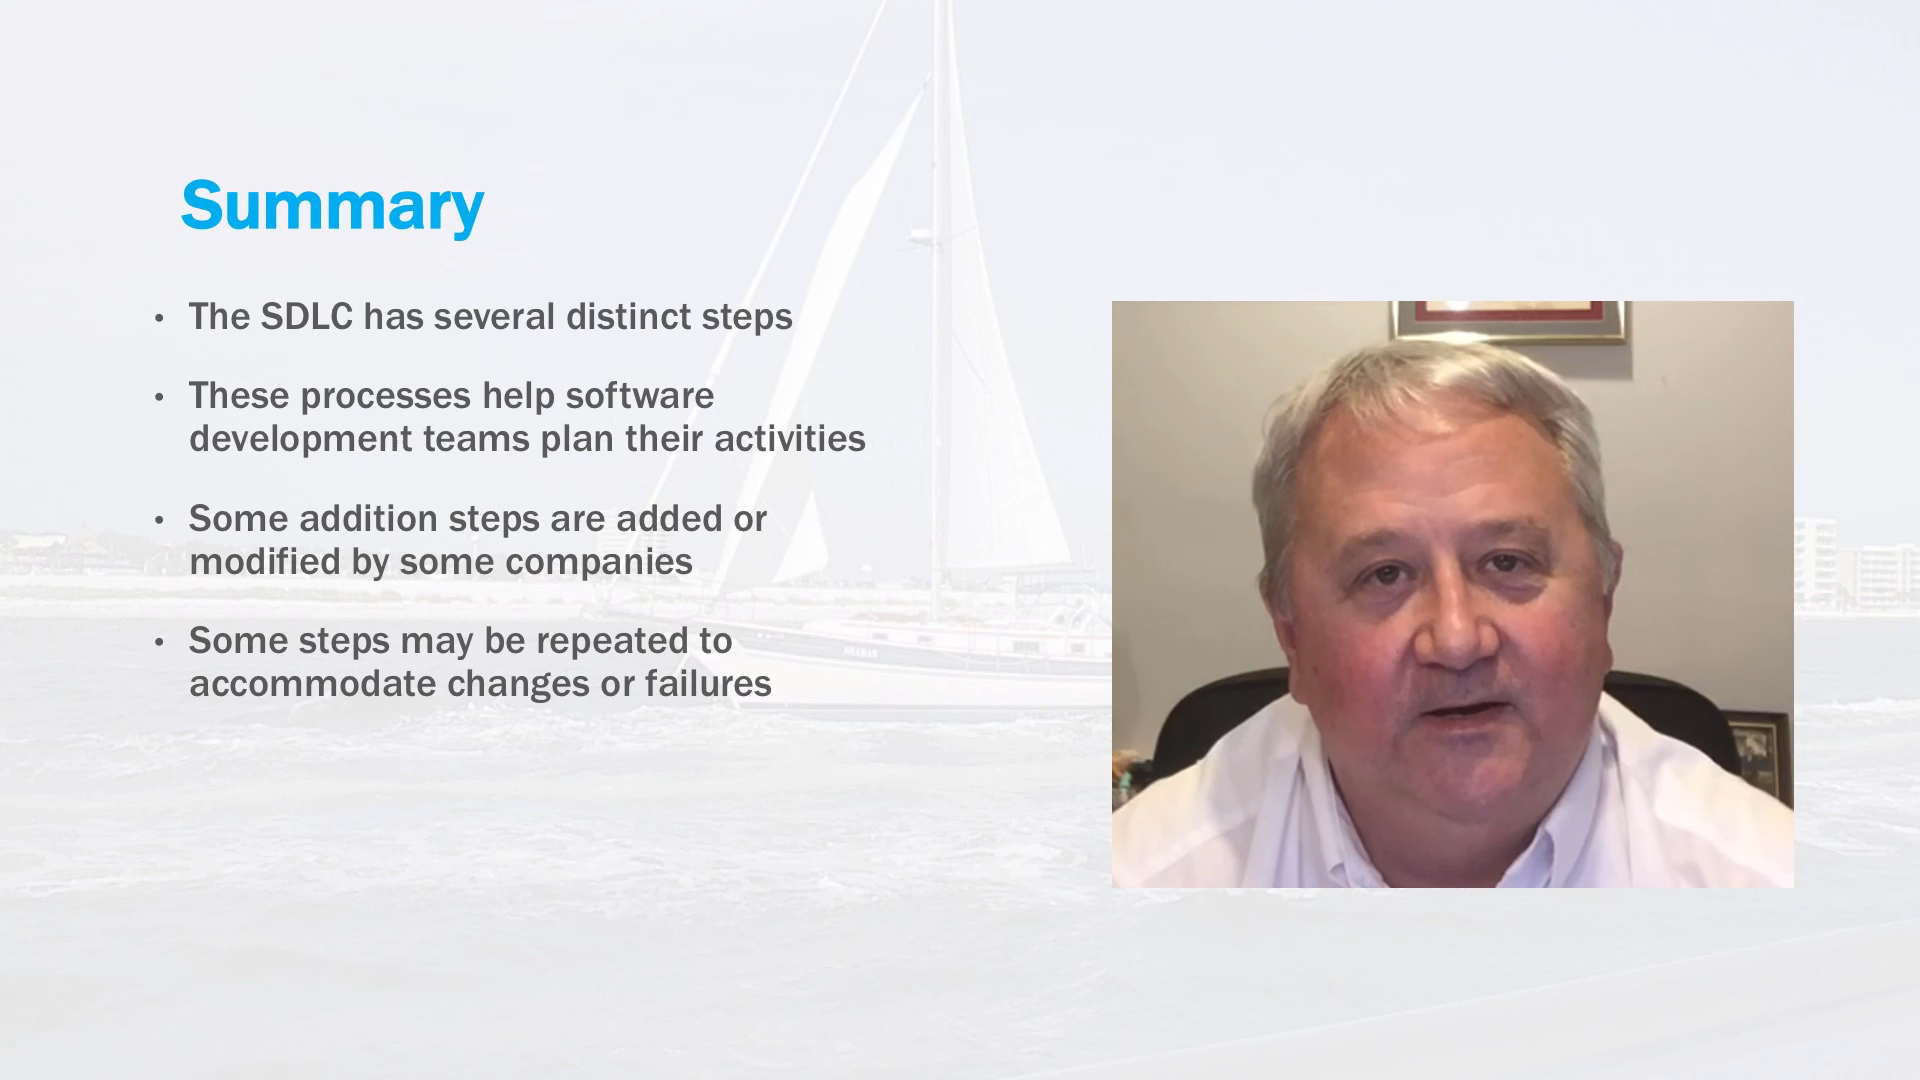 Summary
• The SDLC has several distinct steps
• These processes help software
development teams plan their activities
• Some addition steps are added or
modified by some companies
• Some steps may be repeated to
accommodate changes or failures